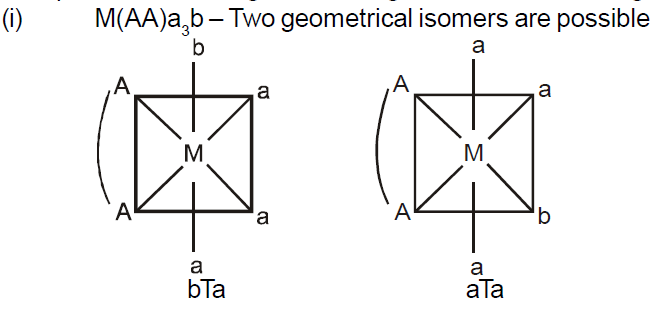 (i) M(AA)a₃b – Two geometrical isomers are possible
b a
A a A a
M M
A a A b
a a
bTa aTa